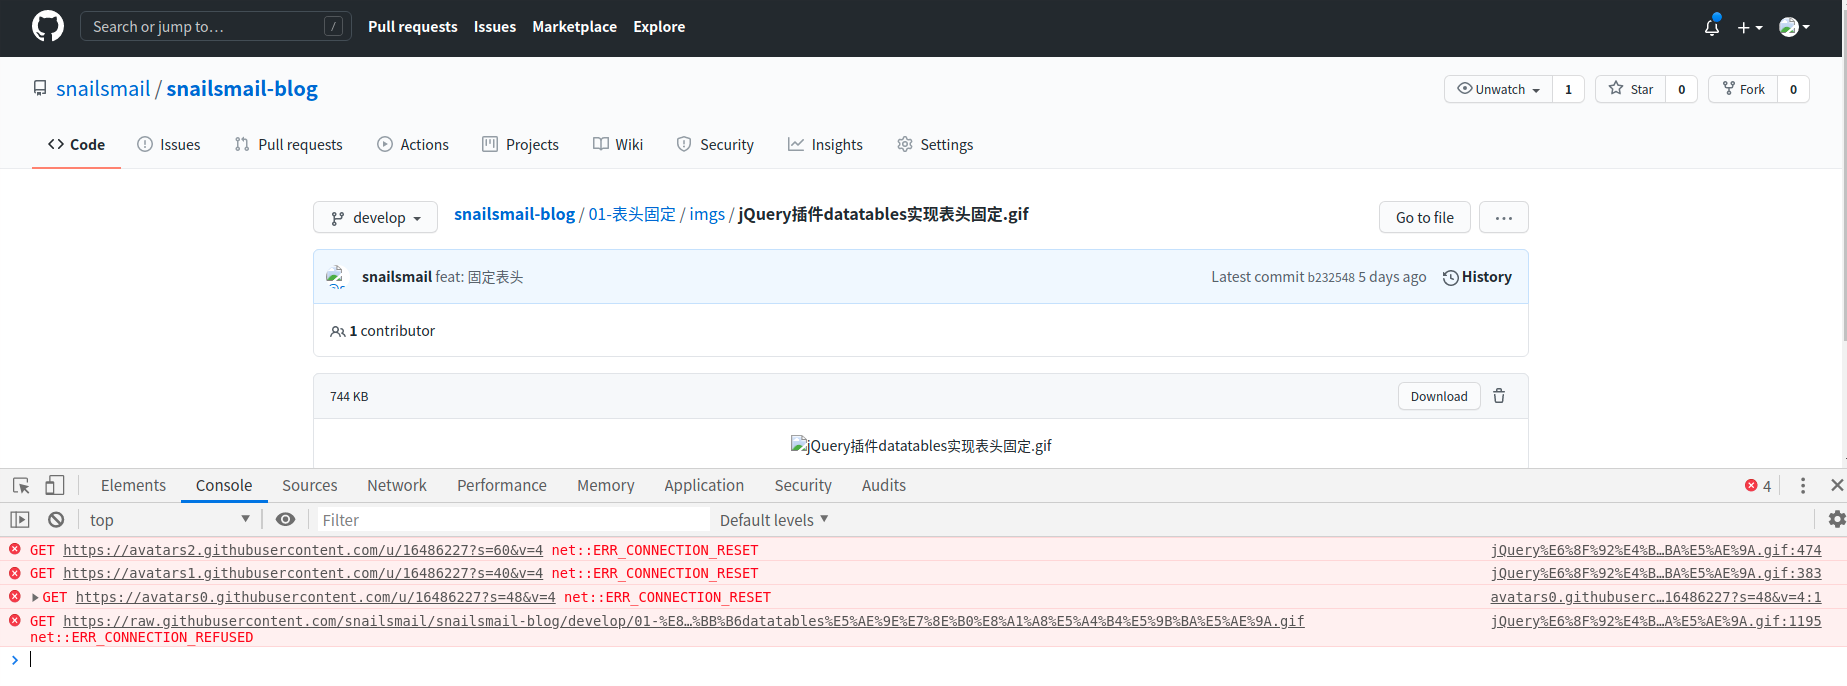 Search or jump to… / Pull requests Issues Marketplace Explore
snailsmail / snailsmail-blog Unwatch 1 Star 0 Fork 0
Code Issues Pull requests Actions Projects Wiki Security Insights Settings
develop snailsmail-blog / 01-表头固定 / imgs / jQuery插件datatables实现表头固定.gif Go to file ...
snailsmail feat: 固定表头 Latest commit b232548 5 days ago History
1 contributor
744 KB Download
jQuery插件datatables实现表头固定.gif
Elements Console Sources Network Performance Memory Application Security Audits 4
top Filter Default levels
GET https://avatars2.githubusercontent.com/u/16486227?s=60&v=4 net::ERR_CONNECTION_RESET jQuery%E6%8F%92%E4%B…BA%E5%AE%9A.gif:474
GET https://avatars1.githubusercontent.com/u/16486227?s=40&v=4 net::ERR_CONNECTION_RESET jQuery%E6%8F%92%E4%B…BA%E5%AE%9A.gif:383
GET https://avatars0.githubusercontent.com/u/16486227?s=48&v=4 net::ERR_CONNECTION_RESET avatars0.githubuserc…16486227?s=48&v=4:1
GET https://raw.githubusercontent.com/snailsmail/snailsmail-blog/develop/01-%E8…%BB%B6datatables%E5%AE%9E%E7%8E%B0%E8%A1%A8%E5%A4%B4%E5%9B%BA%E5%AE%9A.gif jQuery%E6%8F%92%E4%B…A%E5%AE%9A.gif:1195
net::ERR_CONNECTION_REFUSED